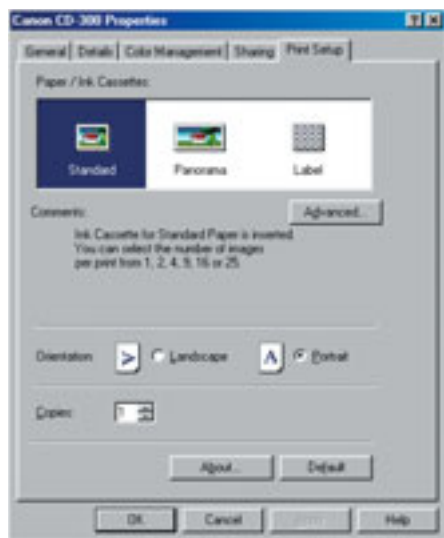 Canon CD-300 Properties
General Details Color Management Sharing Print Setup
Paper / Ink Cassettes:
Standard Panorama Label
Comments: Advanced...
Ink Cassette for Standard Paper is inserted.
You can select the number of images
per print from 1, 2, 4, 9, 16 or 25.
Orientation > Landscape A Portrait
Copies: 1
About... Default
OK Cancel Help